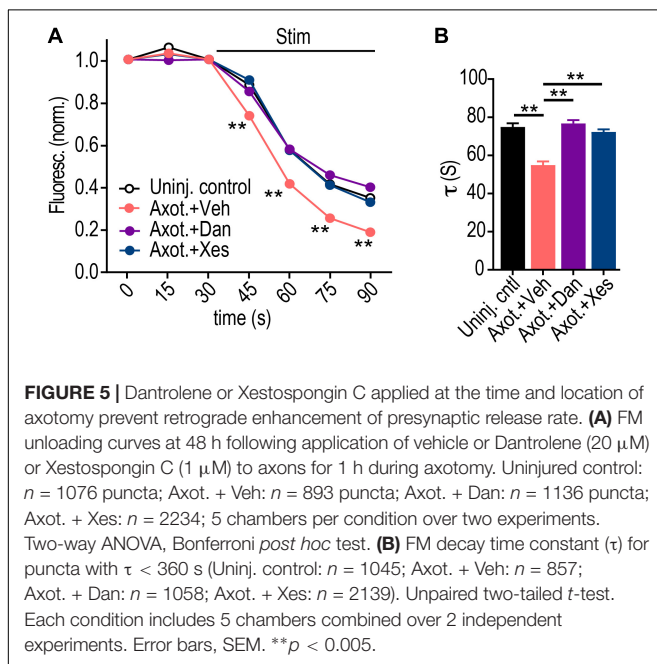 A
Stim
Fluoresc. (norm.)
1.0
0.8
0.6
0.4
0.2
0.0
Uninj. control
Axot.+Veh
Axot.+Dan
Axot.+Xes
**
**
**
**
0 15 30 45 60 75 90
time (s)
B
**
**
**
τ (S)
100
80
60
40
20
0
Uninj. cntl
Axot.+Veh
Axot.+Dan
Axot.+Xes
FIGURE 5 | Dantrolene or Xestospongin C applied at the time and location of
axotomy prevent retrograde enhancement of presynaptic release rate. (A) FM
unloading curves at 48 h following application of vehicle or Dantrolene (20 μM)
or Xestospongin C (1 μM) to axons for 1 h during axotomy. Uninjured control:
n = 1076 puncta; Axot. + Veh: n = 893 puncta; Axot. + Dan: n = 1136 puncta;
Axot. + Xes: n = 2234; 5 chambers per condition over two experiments.
Two-way ANOVA, Bonferroni post hoc test. (B) FM decay time constant (τ) for
puncta with τ < 360 s (Uninj. control: n = 1045; Axot. + Veh: n = 857;
Axot. + Dan: n = 1058; Axot. + Xes: n = 2139). Unpaired two-tailed t-test.
Each condition includes 5 chambers combined over 2 independent
experiments. Error bars, SEM. **p < 0.005.